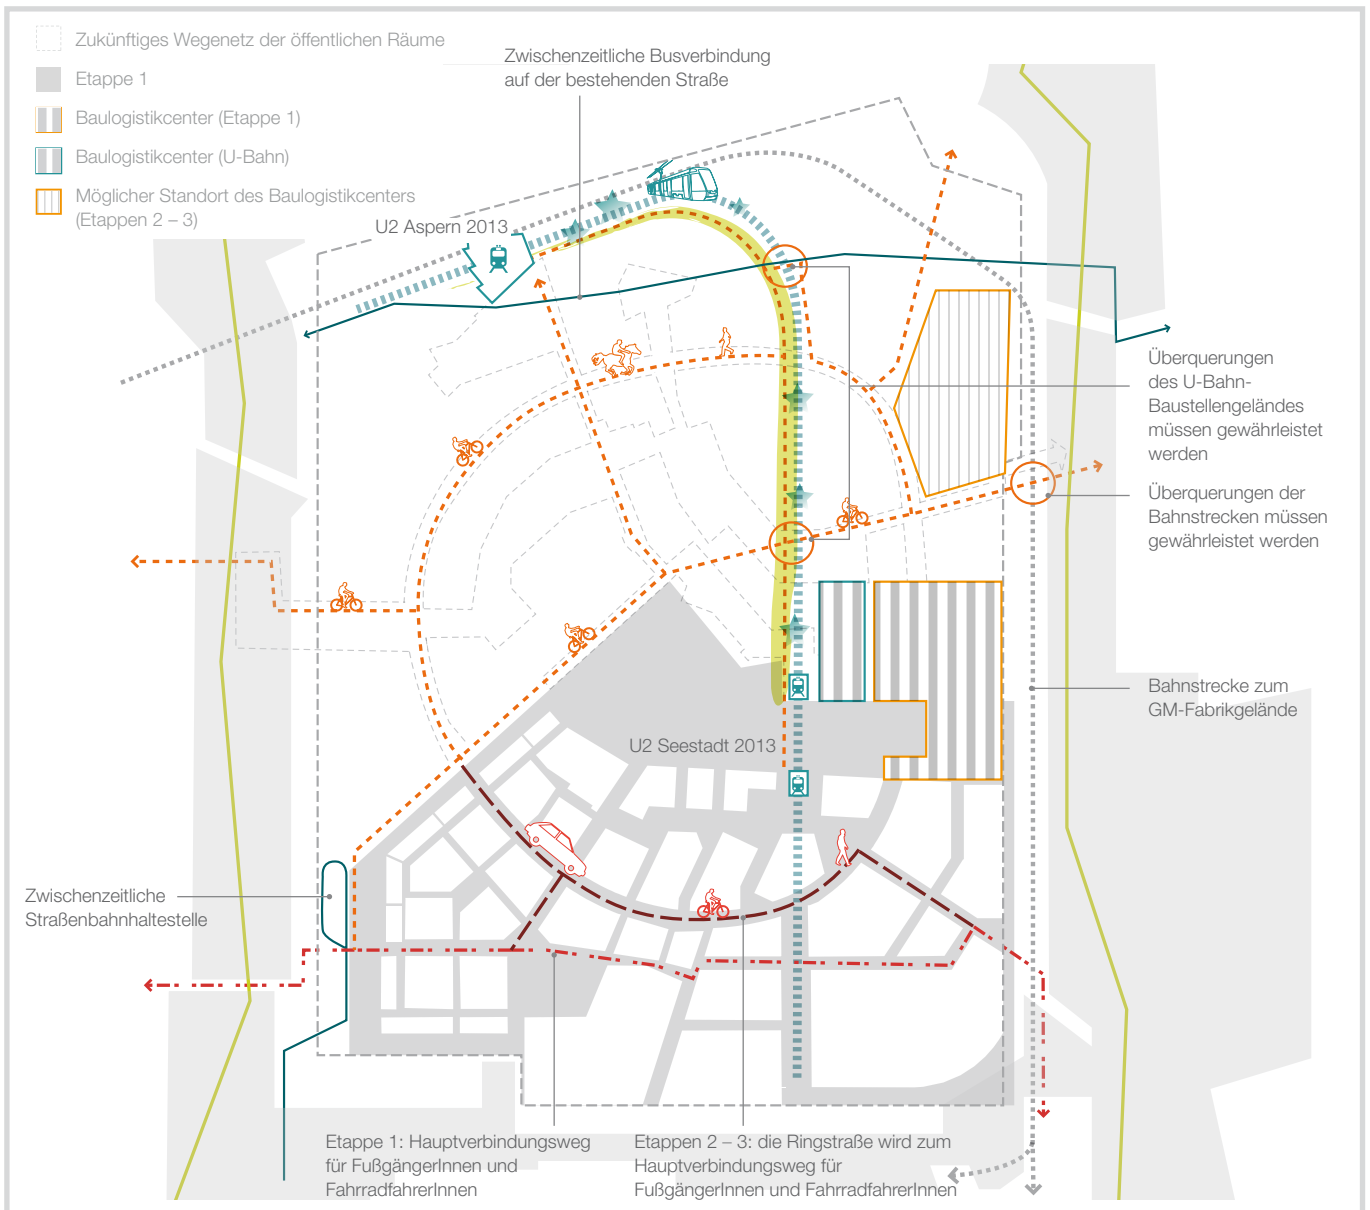 Zukünftiges Wegenetz der öffentlichen Räume
Etappe 1
Baulogistikcenter (Etappe 1)
Baulogistikcenter (U-Bahn)
Möglicher Standort des Baulogistikcenters
(Etappen 2 – 3)
Zwischenzeitliche Busverbindung
auf der bestehenden Straße
U2 Aspern 2013
Überquerungen
des U-Bahn-
Baustellengeländes
müssen gewährleistet
werden
Überquerungen der
Bahnstrecken müssen
gewährleistet werden
Bahnstrecke zum
GM-Fabrikgelände
U2 Seestadt 2013
Zwischenzeitliche
Straßenbahnhaltestelle
Etappe 1: Hauptverbindungsweg
für FußgängerInnen und
FahrradfahrerInnen
Etappen 2 – 3: die Ringstraße wird zum
Hauptverbindungsweg für
FußgängerInnen und FahrradfahrerInnen